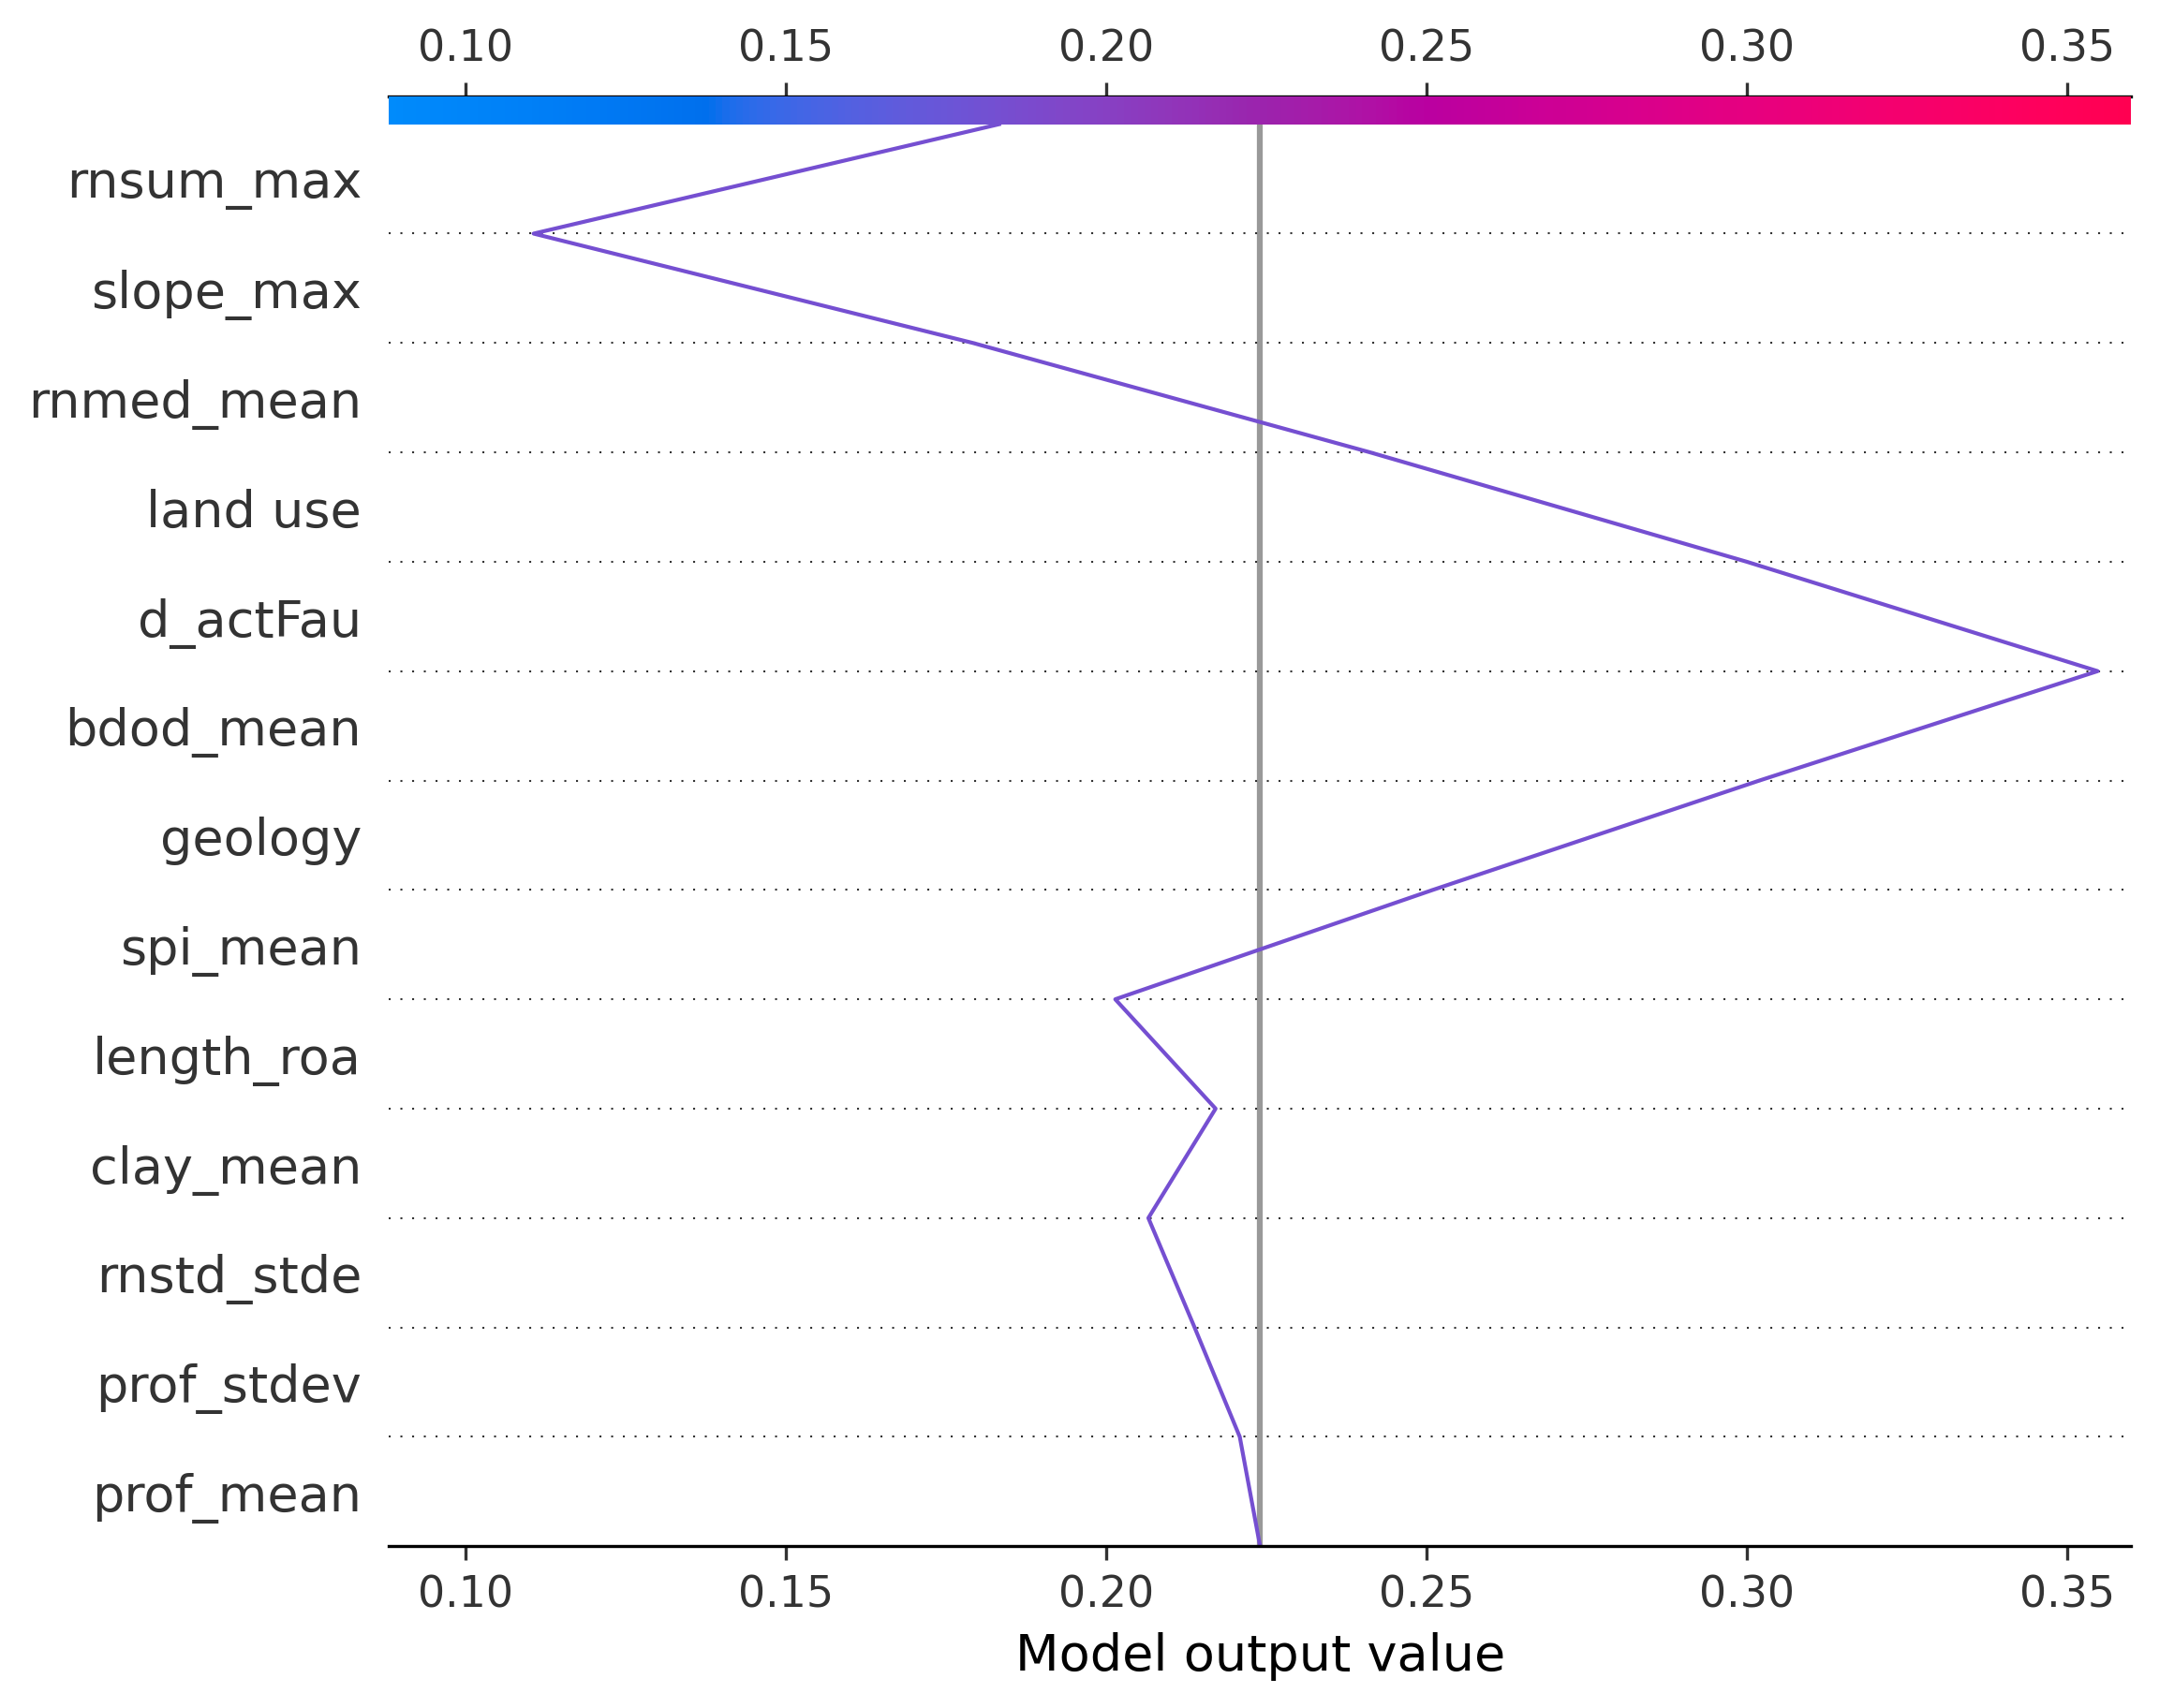 0.10 0.15 0.20 0.25 0.30 0.35
rnsum_max
slope_max
rnmed_mean
land use
d_actFau
bdod_mean
geology
spi_mean
length_roa
clay_mean
rnstd_stde
prof_stdev
prof_mean
0.10 0.15 0.20 0.25 0.30 0.35
Model output value